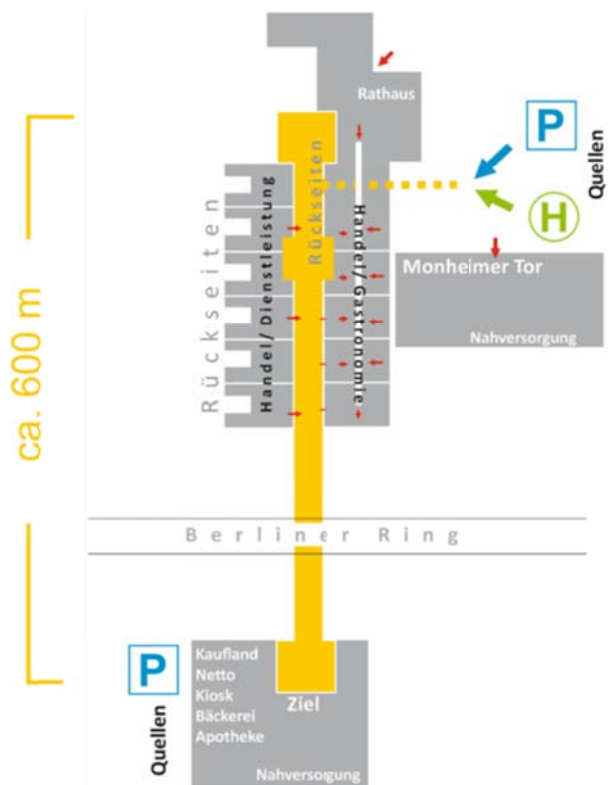 Rathaus
P
Quellen
H
Rückseiten
Handel/ Dienstleistung
Rückseiten
Handel/ Gastronomie
Monheimer Tor
Nahversorgung
ca. 600 m
Berliner Ring
P
Quellen
Kaufland
Netto
Kiosk
Bäckerei
Apotheke
Ziel
Nahversorgung